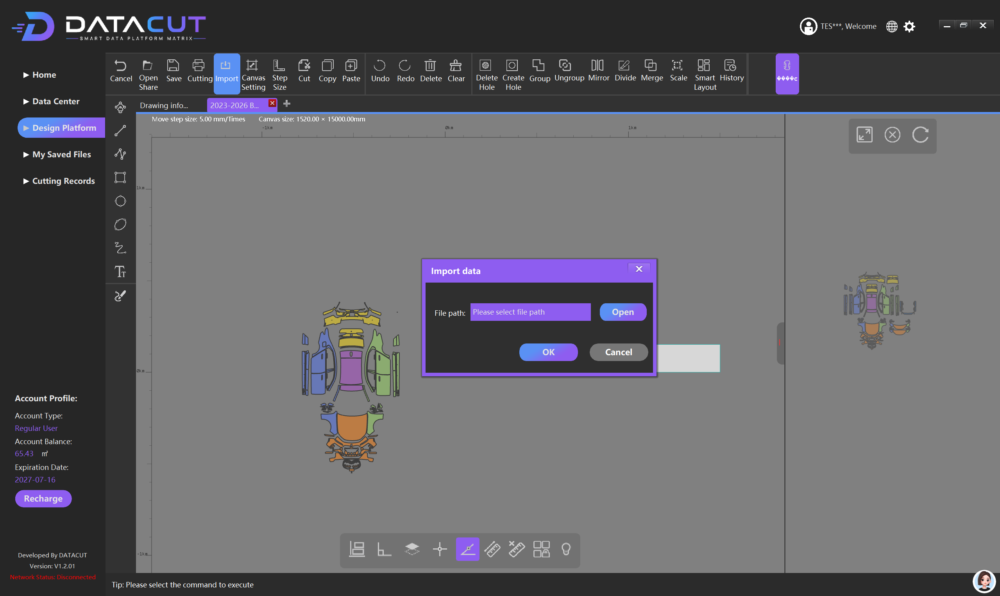 DATACUT
SMART DATA PLATFORM MATRIX
TES***, Welcome
Home
Data Center
Design Platform
My Saved Files
Cutting Records
Cancel
Open Share
Save
Cutting
Import
Canvas Setting
Step Size
Cut
Copy
Paste
Undo
Redo
Delete
Clear
Delete Hole
Create Hole
Group
Ungroup
Mirror
Divide
Merge
Scale
Smart Layout
History
����c
Drawing info...
2023-2026 B...
Move step size: 5.00 mm/Times
Canvas size: 1520.00 × 15000.00mm
-1km
0km
1km
1km
0km
-1km
Import data
File path:
Please select file path
Open
OK
Cancel
Account Profile:
Account Type:
Regular User
Account Balance:
65.43 ㎡
Expiration Date:
2027-07-16
Recharge
Developed By DATACUT
Version: V1.2.01
Network Status: Disconnected
Tip: Please select the command to execute